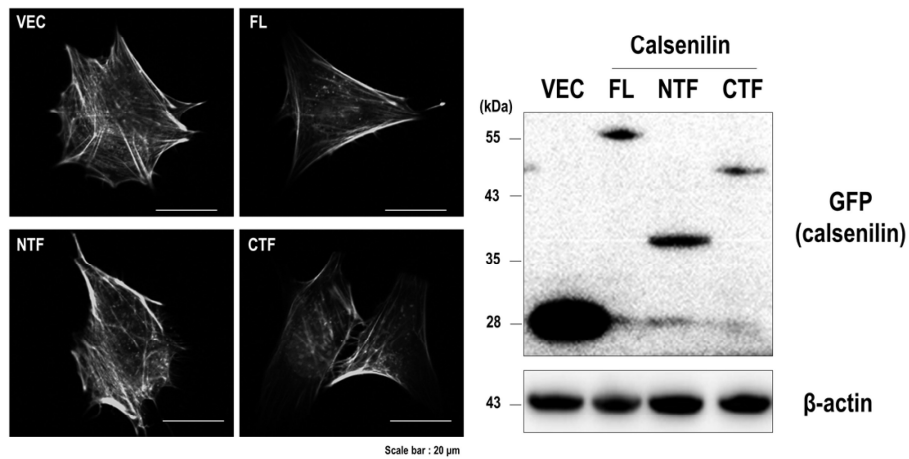 VEC
FL
NTF
CTF
Scale bar : 20 µm
Calsenilin
VEC FL NTF CTF
(kDa)
55
43
35
28
GFP
(calsenilin)
43
β-actin